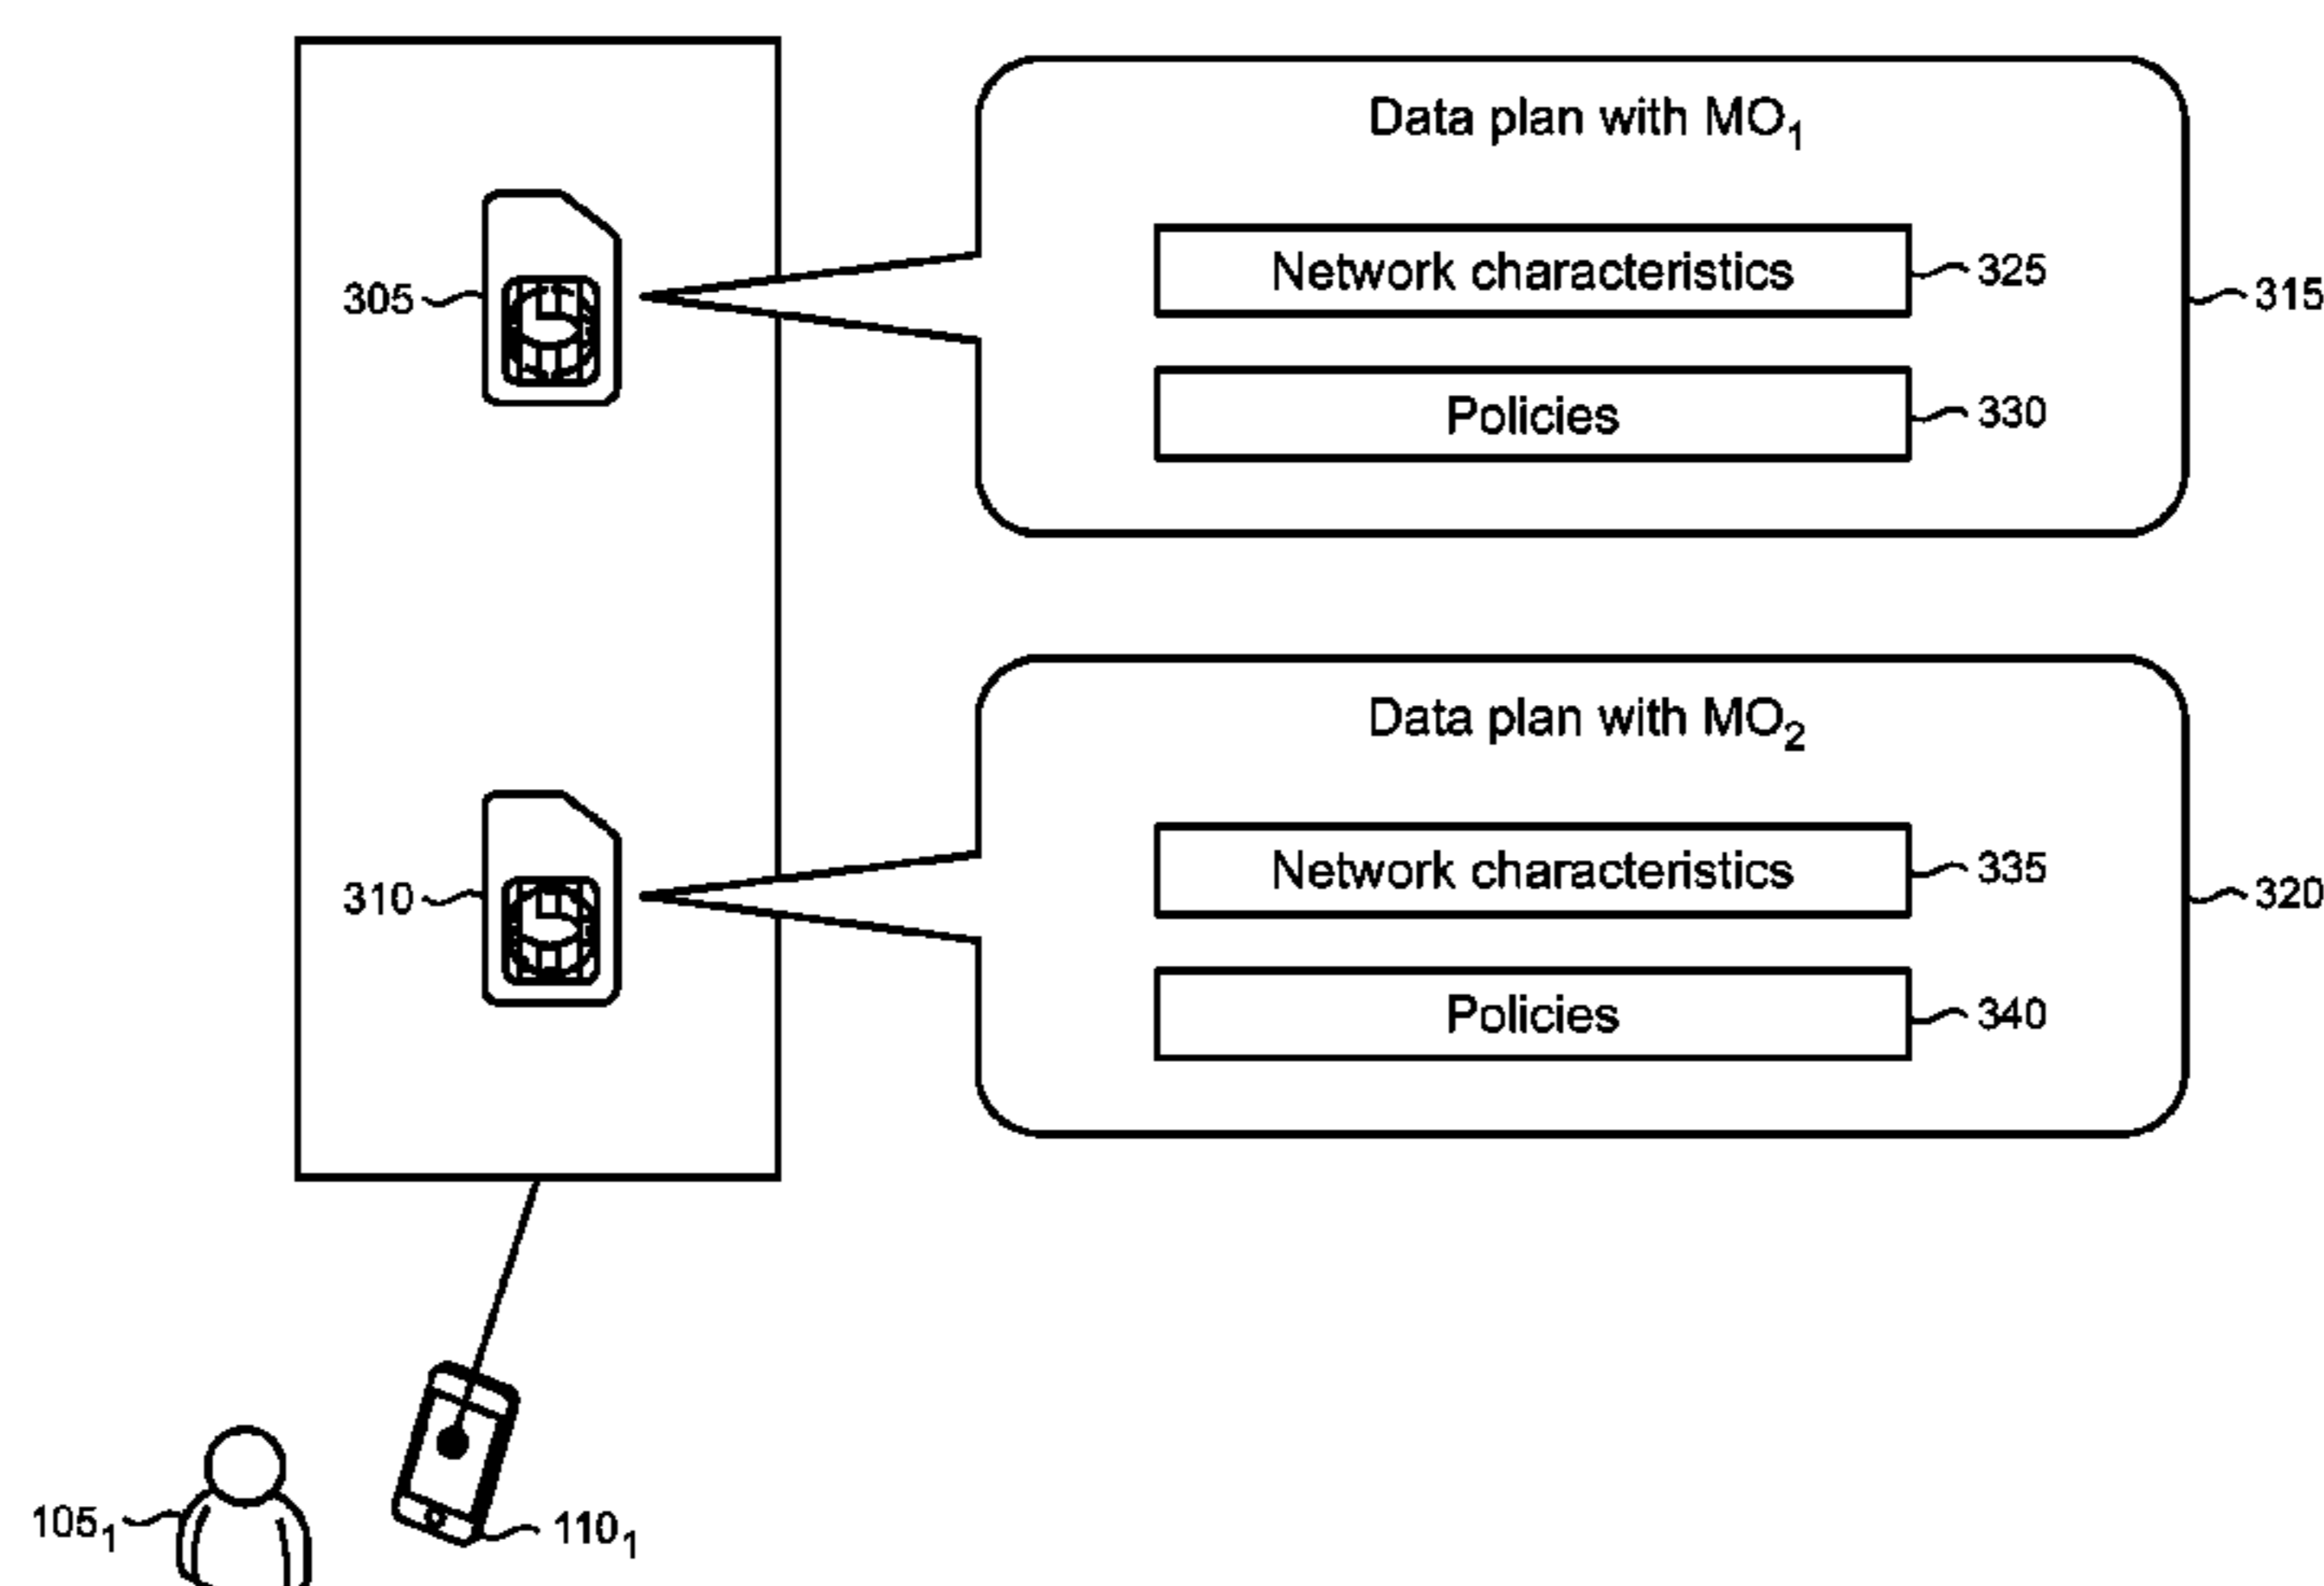 Data plan with MO₁
Network characteristics
325
305
315
Policies
330
Data plan with MO₂
Network characteristics
335
310
320
Policies
340
105₁
110₁